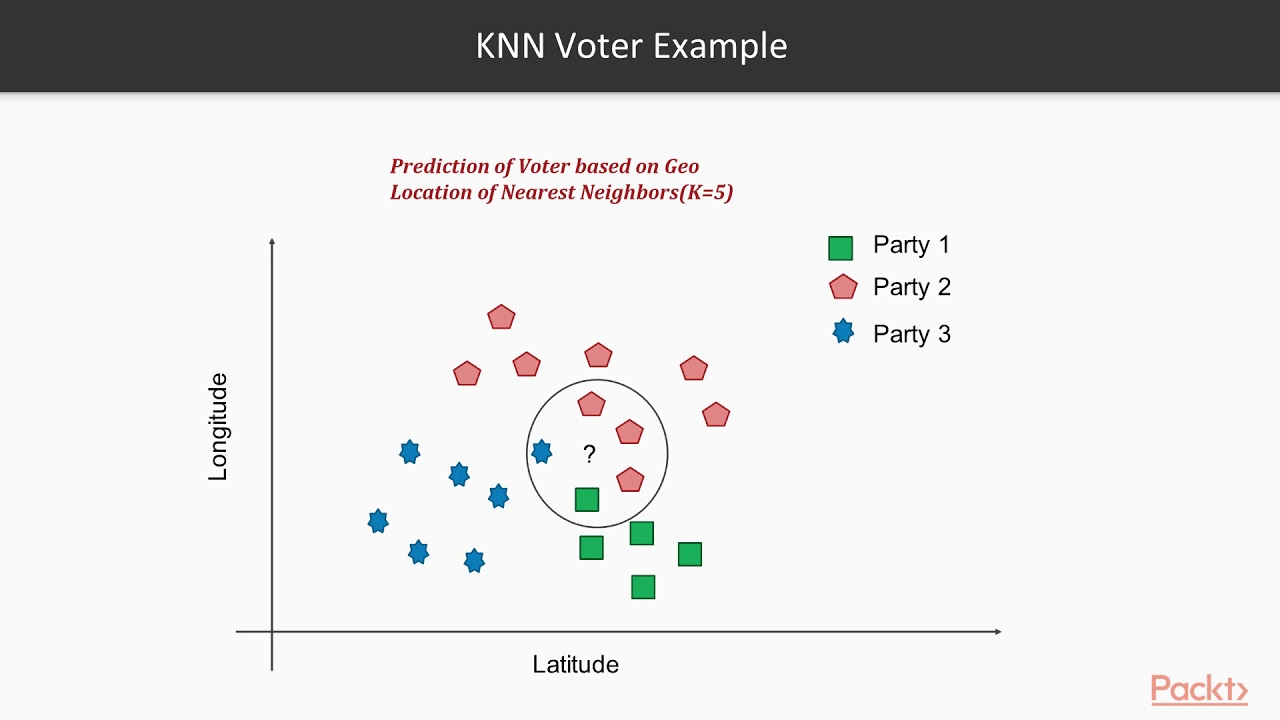 KNN Voter Example
Prediction of Voter based on Geo
Location of Nearest Neighbors(K=5)
Party 1
Party 2
Party 3
Longitude
?
Latitude
Packt>